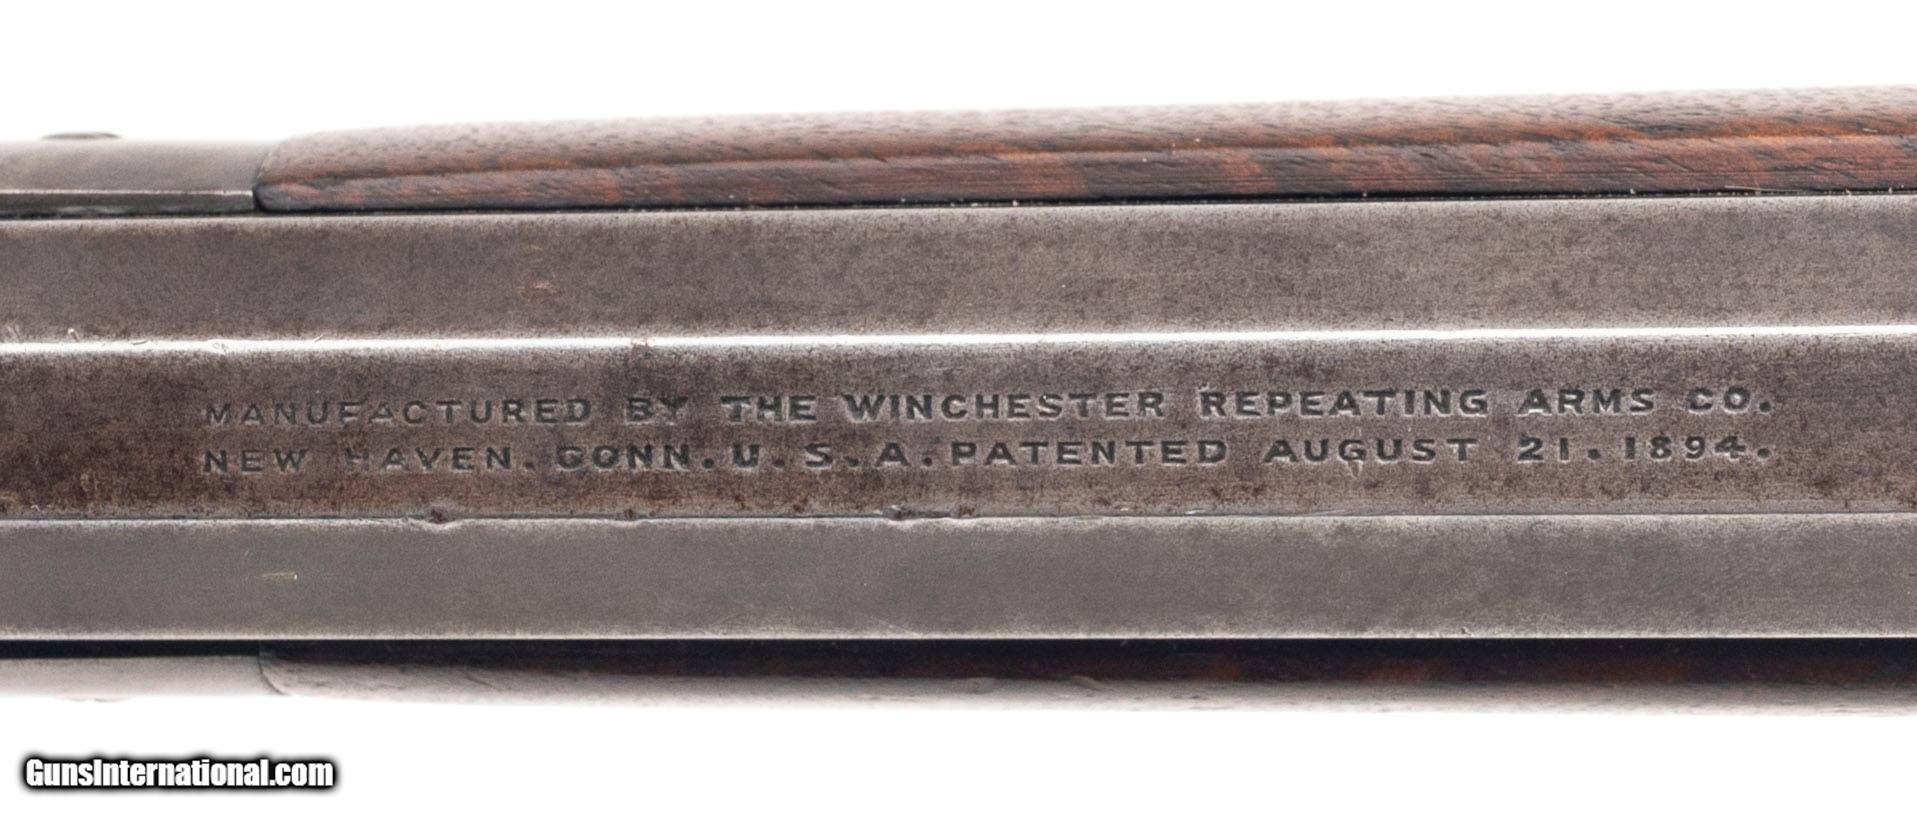 MANUFACTURED BY THE WINCHESTER REPEATING ARMS CO.
NEW HAVEN. CONN. U. S. A. PATENTED AUGUST 21. 1894.
GunsInternational.com